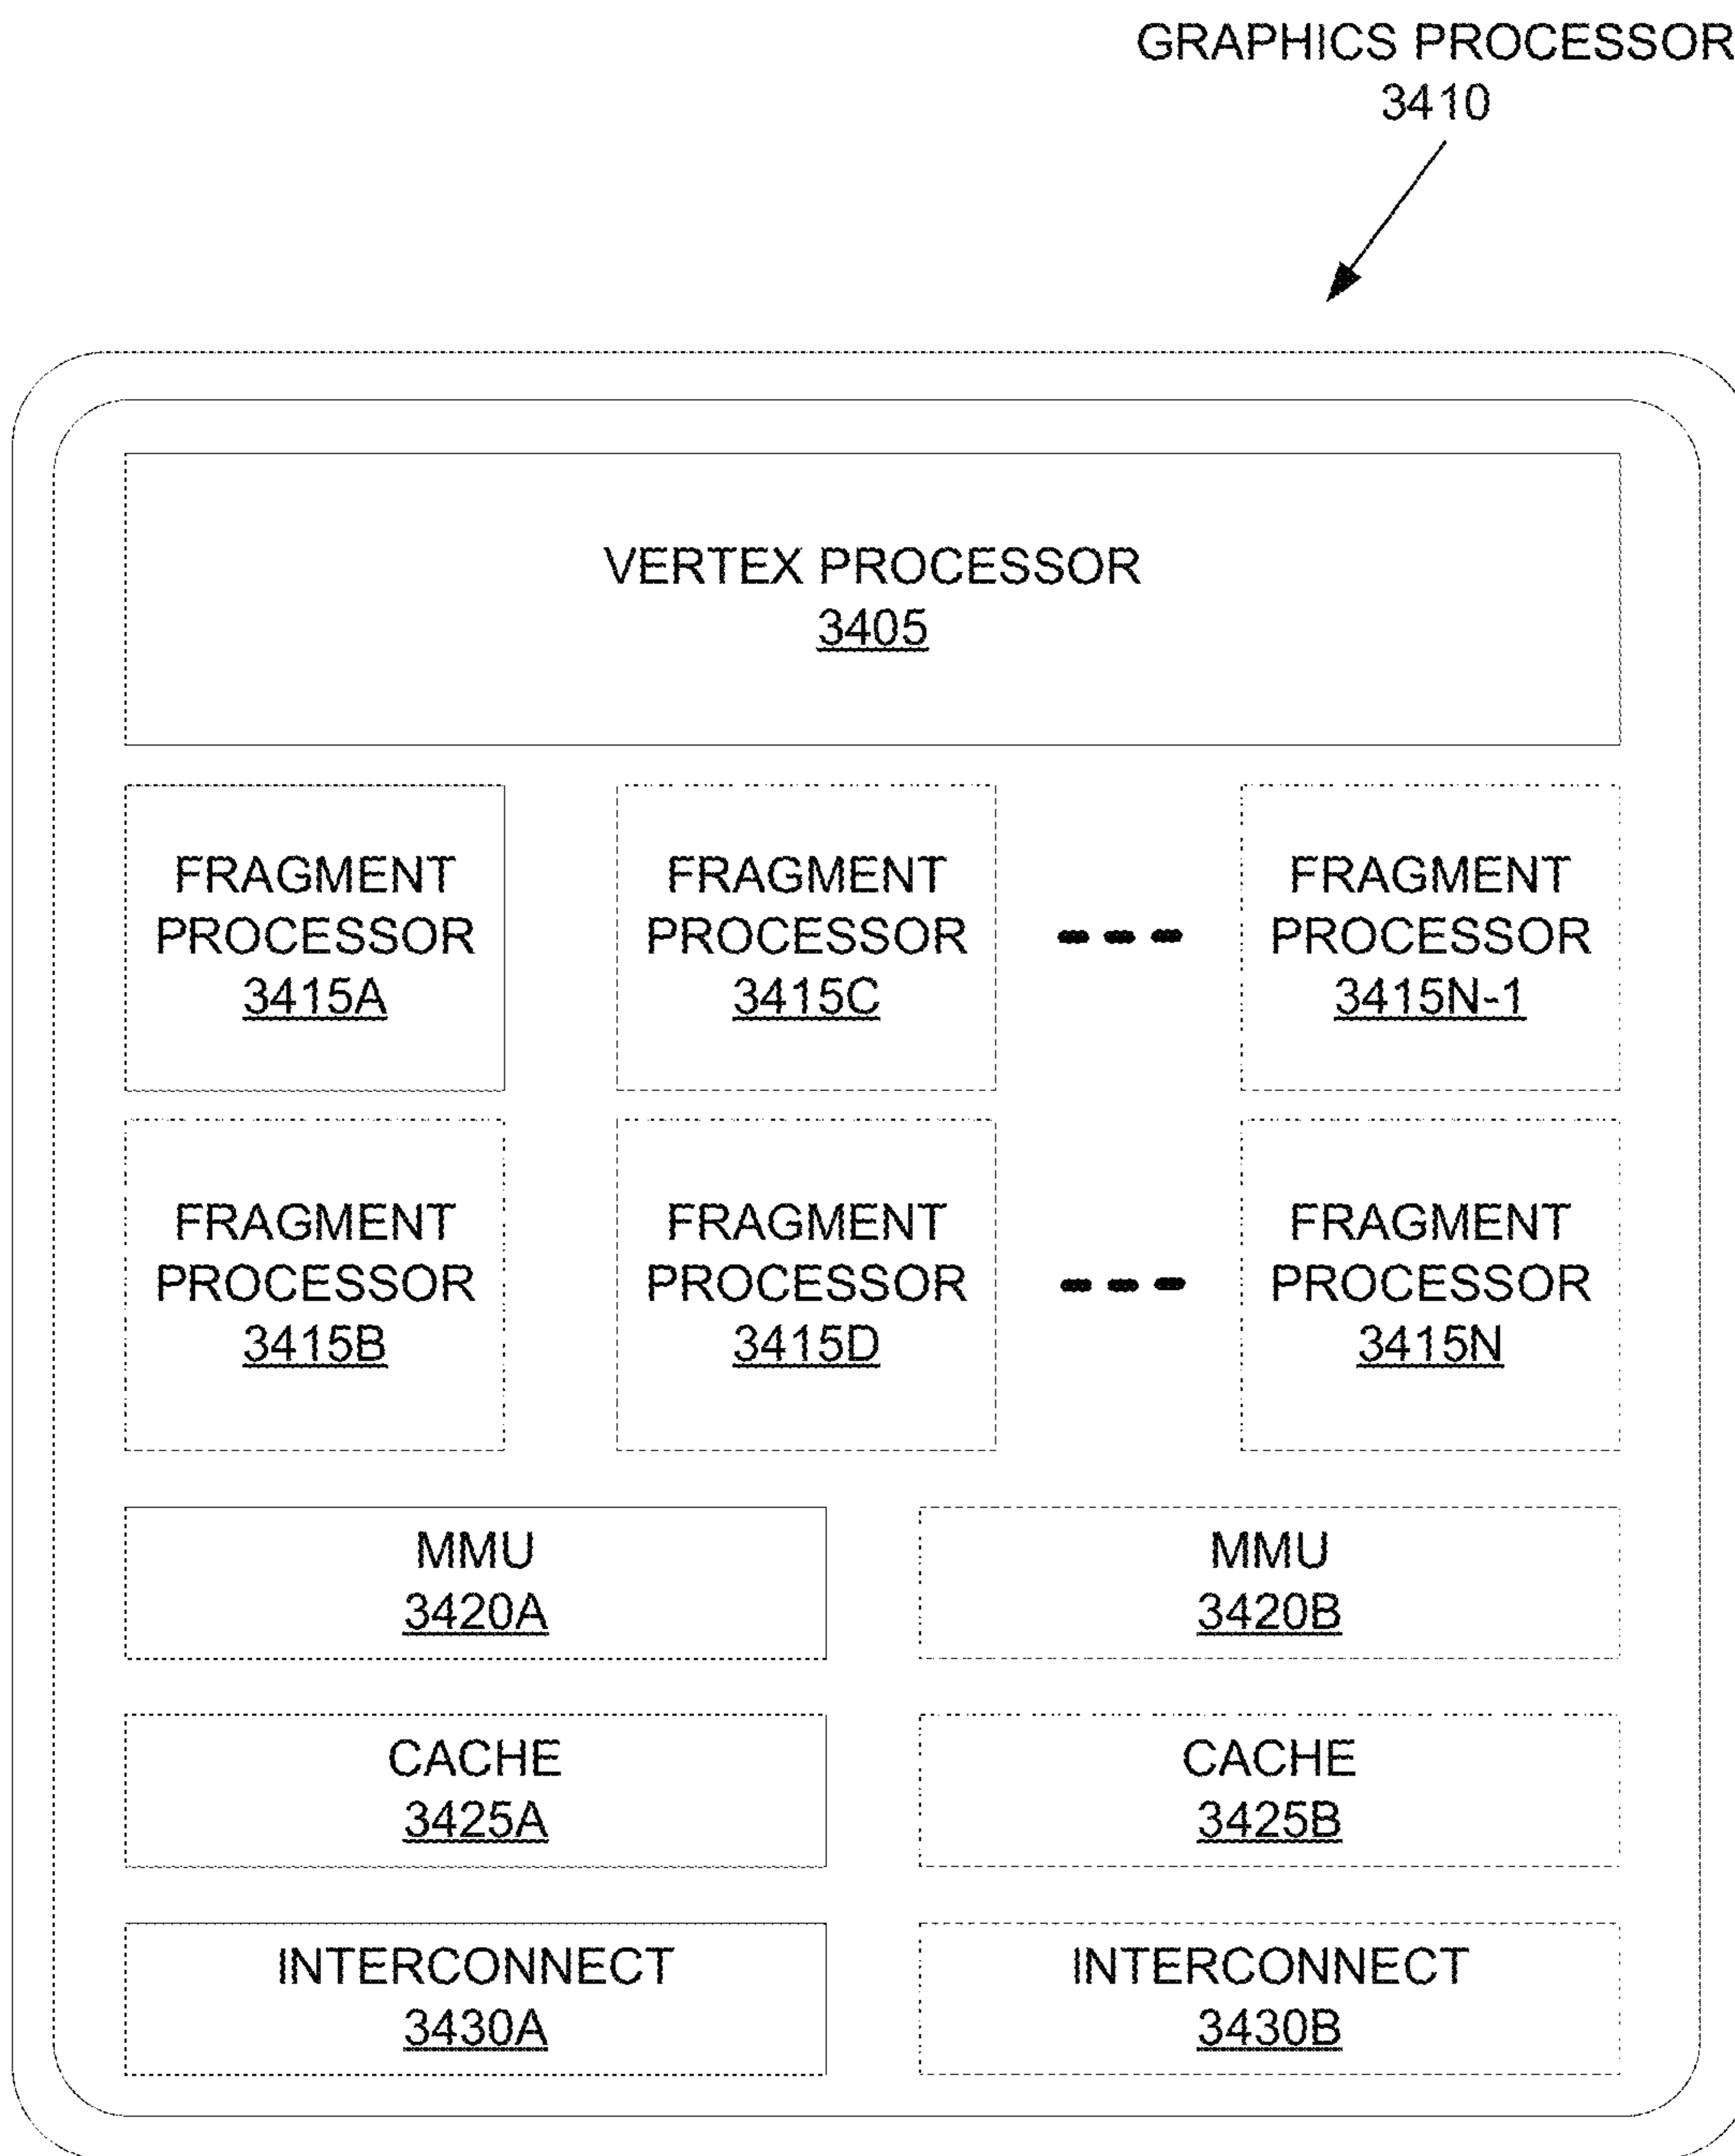 GRAPHICS PROCESSOR
3410
VERTEX PROCESSOR
3405
FRAGMENT
PROCESSOR
3415A
FRAGMENT
PROCESSOR
3415C
FRAGMENT
PROCESSOR
3415N-1
FRAGMENT
PROCESSOR
3415B
FRAGMENT
PROCESSOR
3415D
FRAGMENT
PROCESSOR
3415N
MMU
3420A
MMU
3420B
CACHE
3425A
CACHE
3425B
INTERCONNECT
3430A
INTERCONNECT
3430B